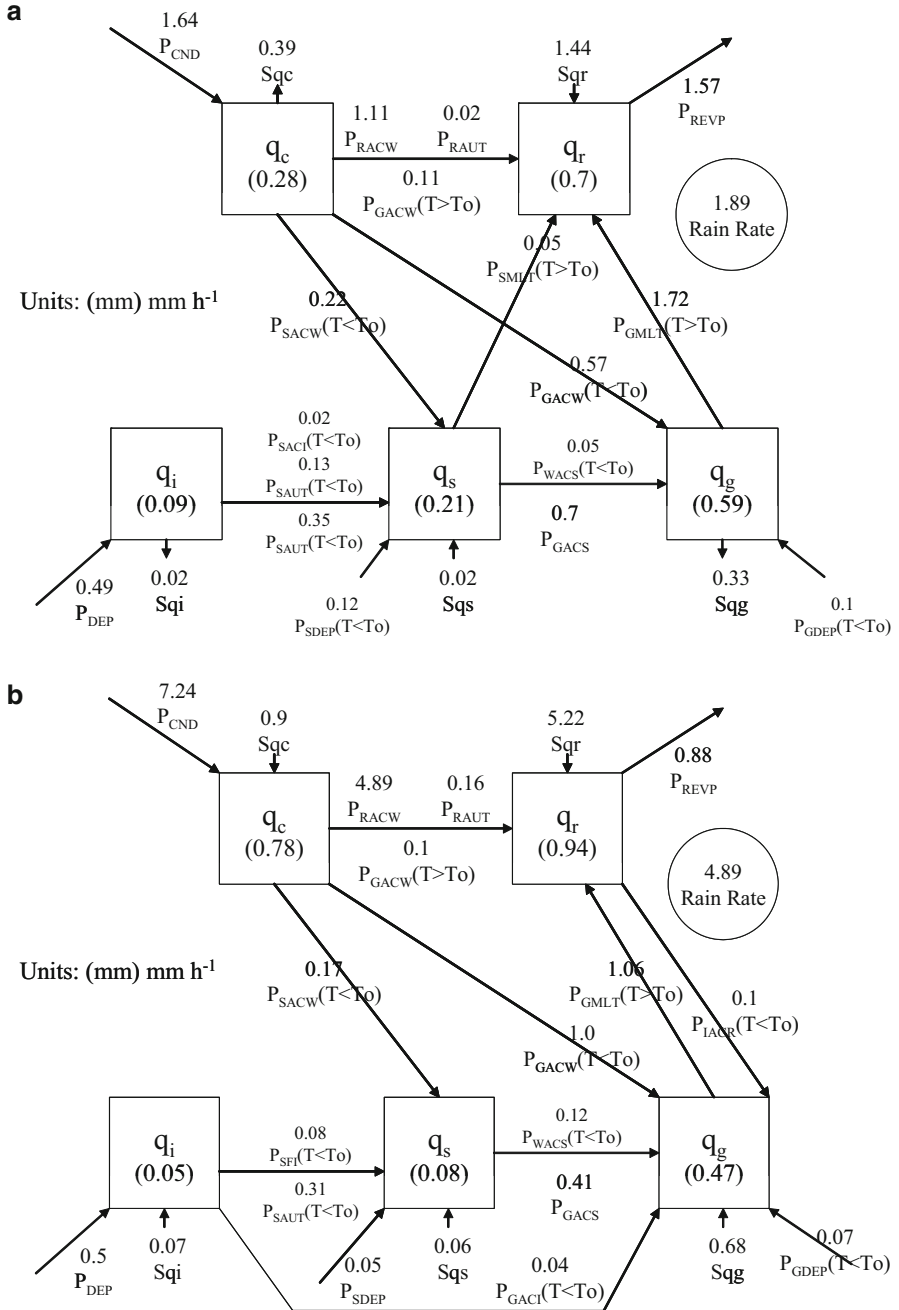 a
1.64
P_CND
0.39
Sqc
1.44
Sqr
1.57
P_REVP
q_c
(0.28)
1.11
P_RACW
0.02
P_RAUT
0.11
P_GACW(T>To)
q_r
(0.7)
1.89
Rain Rate
Units: (mm) mm h⁻¹
0.05
P_SMLT(T>To)
0.22
P_SACW(T<To)
1.72
P_GMLT(T>To)
0.57
P_GACW(T<To)
q_i
(0.09)
0.02
P_SACI(T<To)
0.13
P_SAUT(T<To)
0.35
P_SAUT(T<To)
q_s
(0.21)
0.05
P_WACS(T<To)
0.7
P_GACS
q_g
(0.59)
0.49
P_DEP
0.02
Sqi
0.12
P_SDEP(T<To)
0.02
Sqs
0.33
Sqg
0.1
P_GDEP(T<To)
b
7.24
P_CND
0.9
Sqc
5.22
Sqr
0.88
P_REVP
q_c
(0.78)
4.89
P_RACW
0.16
P_RAUT
0.1
P_GACW(T>To)
q_r
(0.94)
4.89
Rain Rate
Units: (mm) mm h⁻¹
0.17
P_SACW(T<To)
1.06
P_GMLT(T>To)
0.1
P_IACR(T<To)
1.0
P_GACW(T<To)
q_i
(0.05)
0.08
P_SFI(T<To)
0.31
P_SAUT(T<To)
q_s
(0.08)
0.12
P_WACS(T<To)
0.41
P_GACS
q_g
(0.47)
0.5
P_DEP
0.07
Sqi
0.05
P_SDEP
0.06
Sqs
0.04
P_GACI(T<To)
0.68
Sqg
0.07
P_GDEP(T<To)